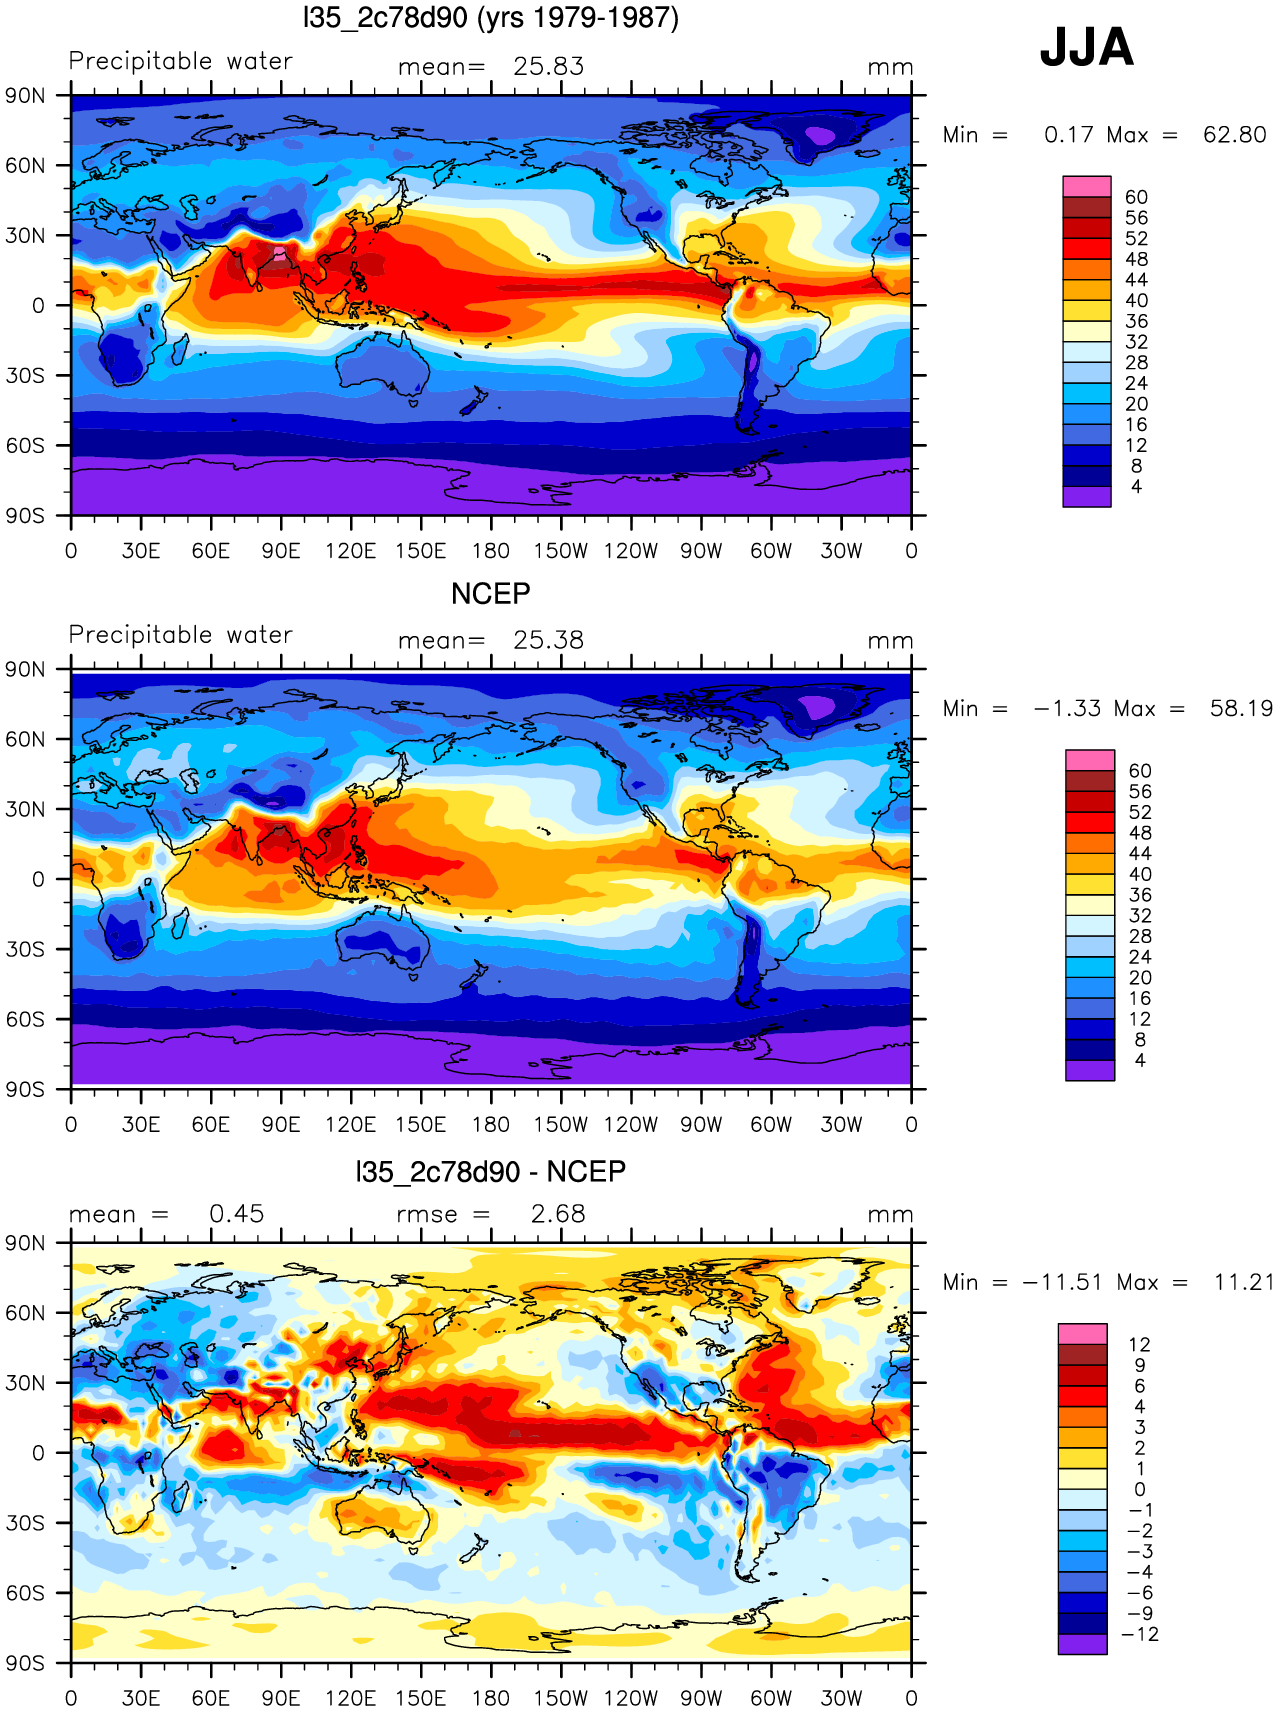 l35_2c78d90 (yrs 1979-1987)
JJA
Precipitable water mean= 25.83 mm
Min = 0.17 Max = 62.80
90N
60N
30N
0
30S
60S
90S
0 30E 60E 90E 120E 150E 180 150W 120W 90W 60W 30W 0
60
56
52
48
44
40
36
32
28
24
20
16
12
8
4
NCEP
Precipitable water mean= 25.38 mm
Min = −1.33 Max = 58.19
90N
60N
30N
0
30S
60S
90S
0 30E 60E 90E 120E 150E 180 150W 120W 90W 60W 30W 0
60
56
52
48
44
40
36
32
28
24
20
16
12
8
4
l35_2c78d90 - NCEP
mean = 0.45 rmse = 2.68 mm
Min = −11.51 Max = 11.21
90N
60N
30N
0
30S
60S
90S
0 30E 60E 90E 120E 150E 180 150W 120W 90W 60W 30W 0
12
9
6
4
3
2
1
0
−1
−2
−3
−4
−6
−9
−12